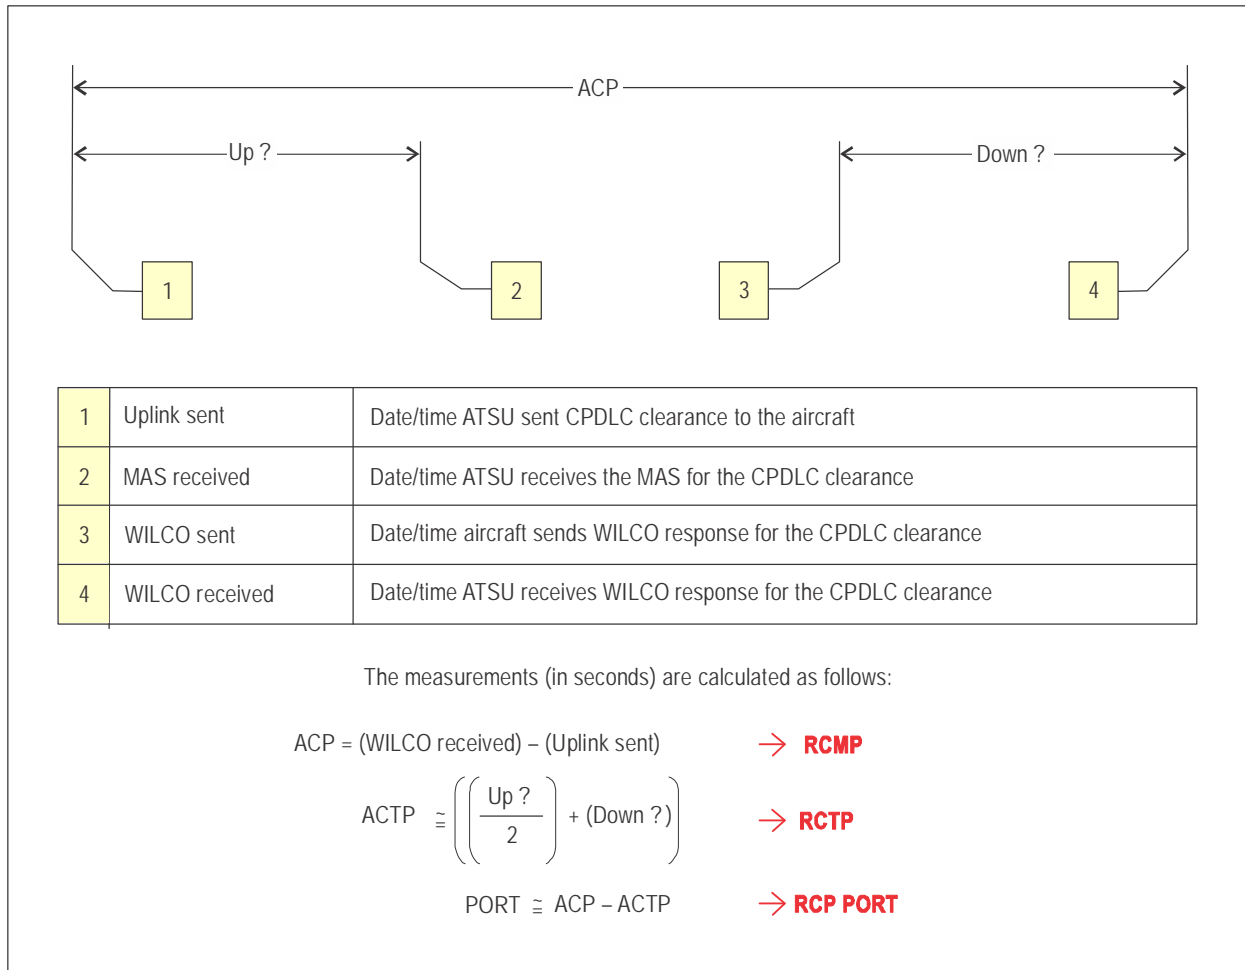 ACP
Up ?
Down ?
1
2
3
4
1 Uplink sent Date/time ATSU sent CPDLC clearance to the aircraft
2 MAS received Date/time ATSU receives the MAS for the CPDLC clearance
3 WILCO sent Date/time aircraft sends WILCO response for the CPDLC clearance
4 WILCO received Date/time ATSU receives WILCO response for the CPDLC clearance
The measurements (in seconds) are calculated as follows:
ACP = (WILCO received) – (Uplink sent) → RCMP
ACTP ≅ ((Up ?/2) + (Down ?)) → RCTP
PORT ≅ ACP – ACTP → RCP PORT